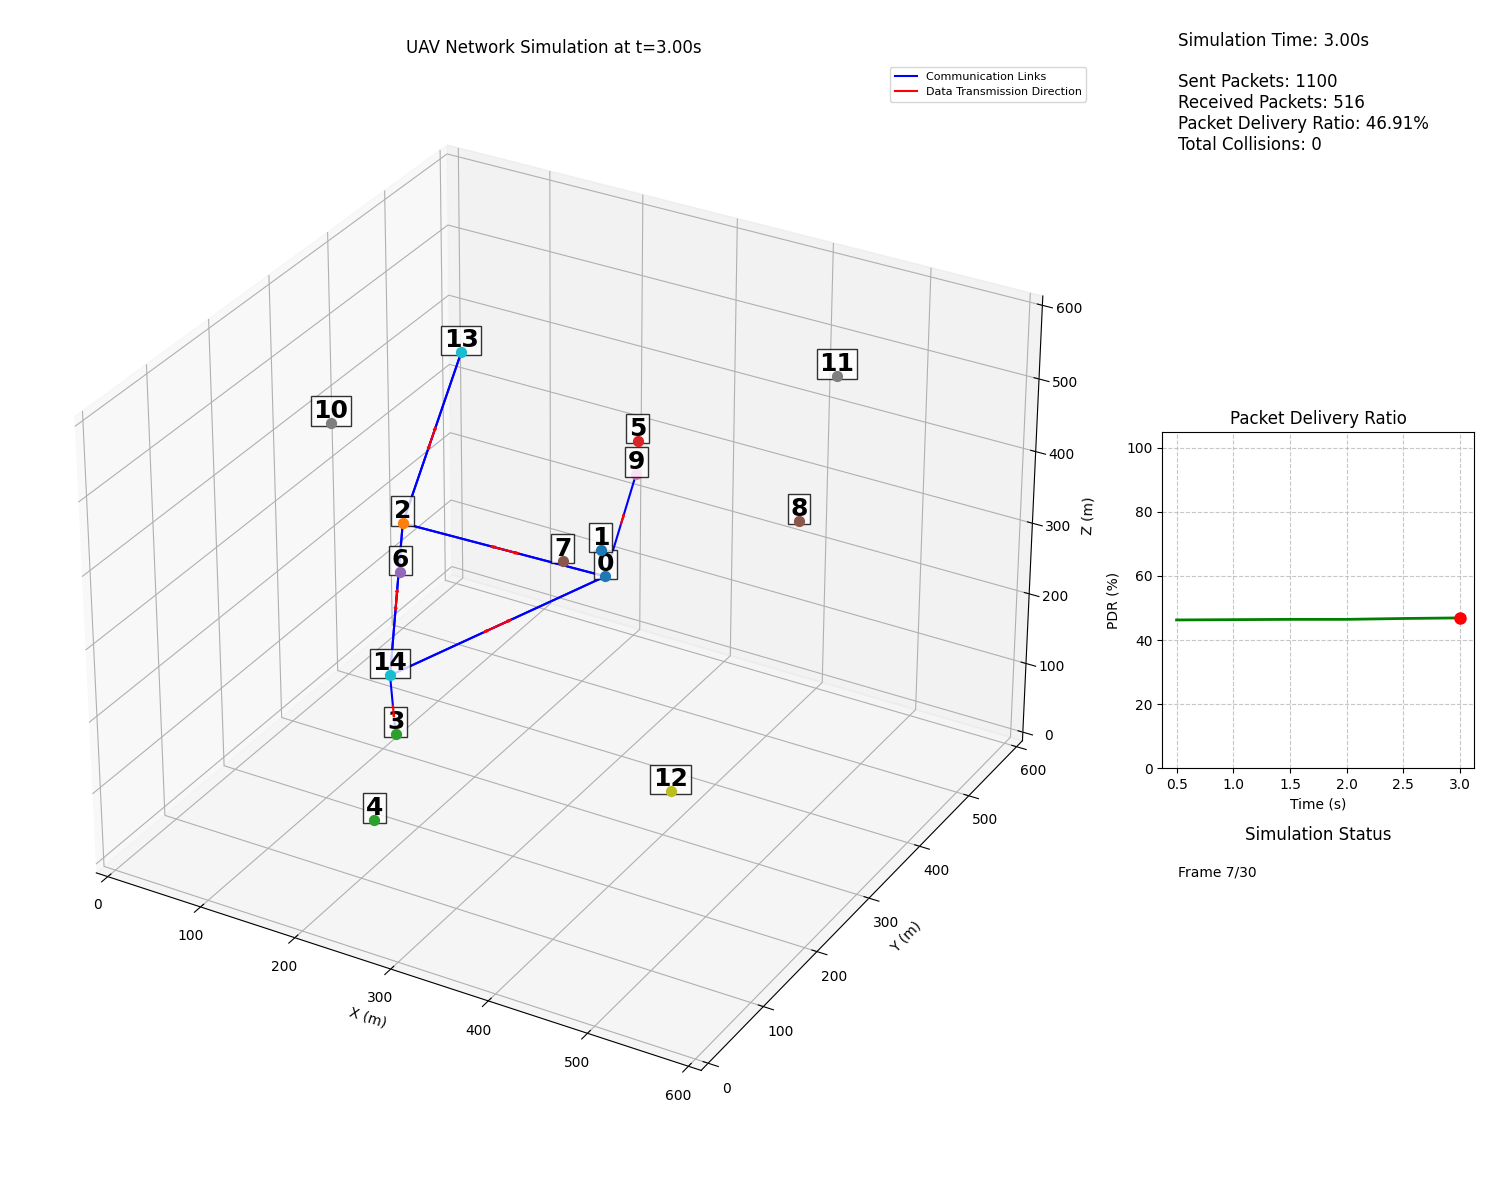 UAV Network Simulation at t=3.00s
Communication Links
Data Transmission Direction
Simulation Time: 3.00s
Sent Packets: 1100
Received Packets: 516
Packet Delivery Ratio: 46.91%
Total Collisions: 0
13
11
10
5
9
2
8
1
7
0
6
14
3
12
4
0
100
200
300
400
500
600
X (m)
0
100
200
300
400
500
600
Y (m)
600
500
400
300
200
100
0
Z (m)
Packet Delivery Ratio
100
80
60
40
20
0
PDR (%)
0.5 1.0 1.5 2.0 2.5 3.0
Time (s)
Simulation Status
Frame 7/30